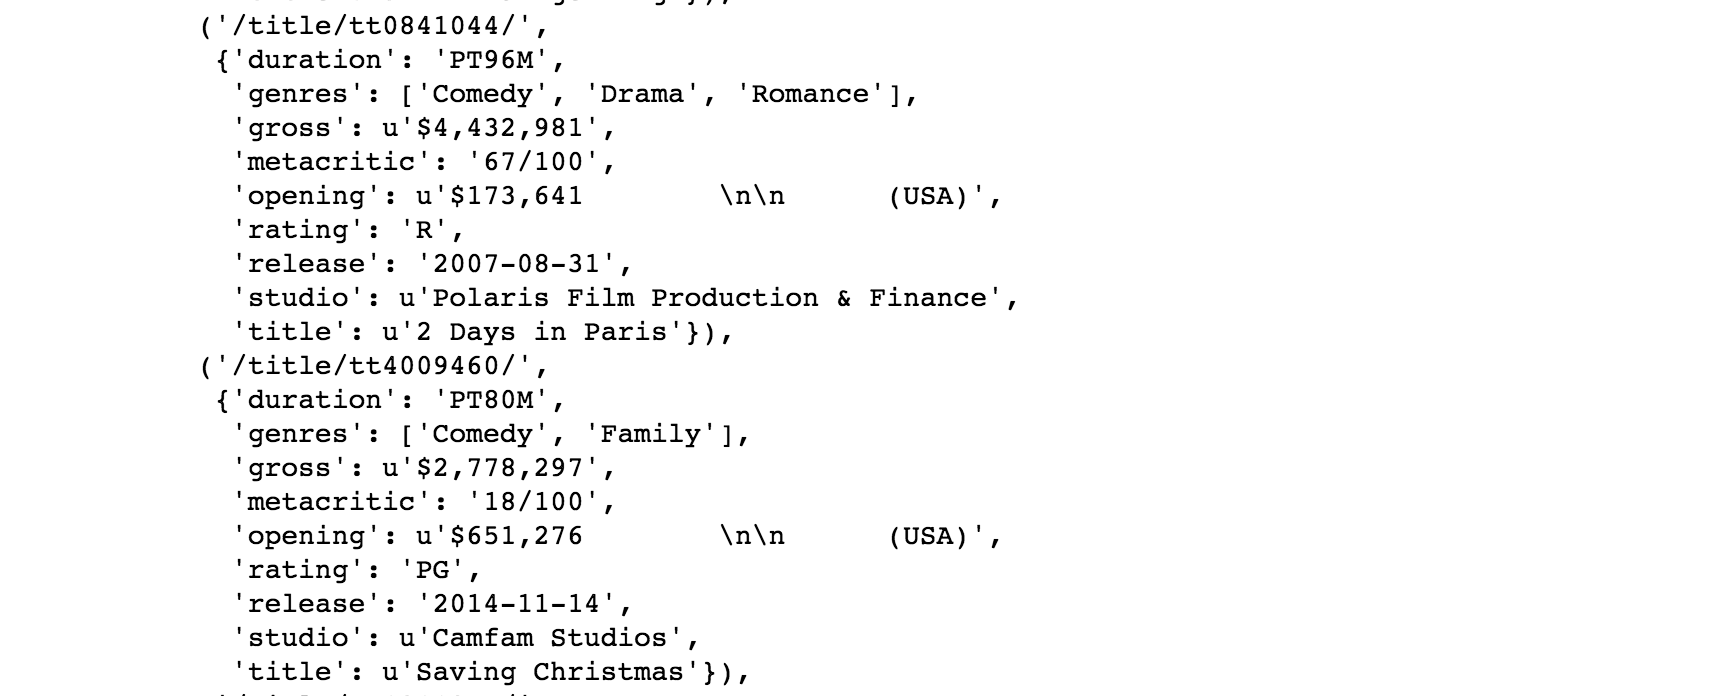 ('/title/tt0841044/',
{'duration': 'PT96M',
'genres': ['Comedy', 'Drama', 'Romance'],
'gross': u'$4,432,981',
'metacritic': '67/100',
'opening': u'$173,641        \n\n      (USA)',
'rating': 'R',
'release': '2007-08-31',
'studio': u'Polaris Film Production & Finance',
'title': u'2 Days in Paris'}),
('/title/tt4009460/',
{'duration': 'PT80M',
'genres': ['Comedy', 'Family'],
'gross': u'$2,778,297',
'metacritic': '18/100',
'opening': u'$651,276        \n\n      (USA)',
'rating': 'PG',
'release': '2014-11-14',
'studio': u'Camfam Studios',
'title': u'Saving Christmas'}),